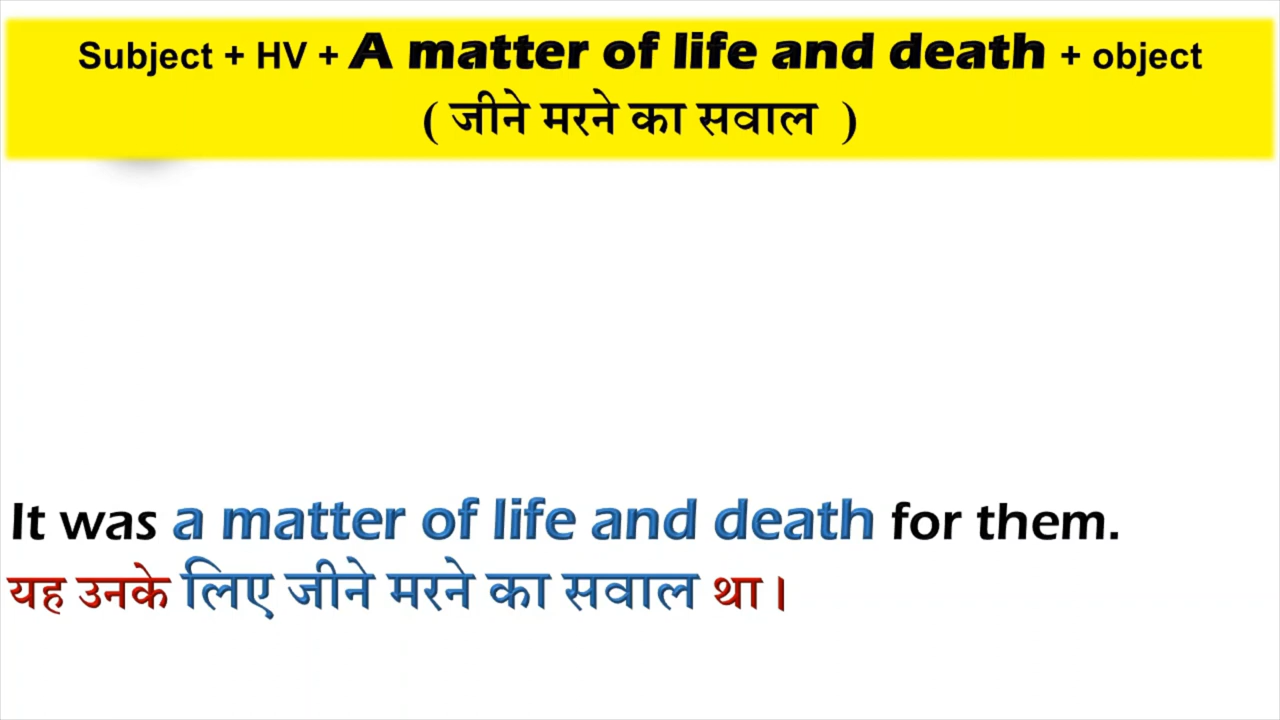 Subject + HV + A matter of life and death + object
( जीने मरने का सवाल )
It was a matter of life and death for them.
यह उनके लिए जीने मरने का सवाल था।